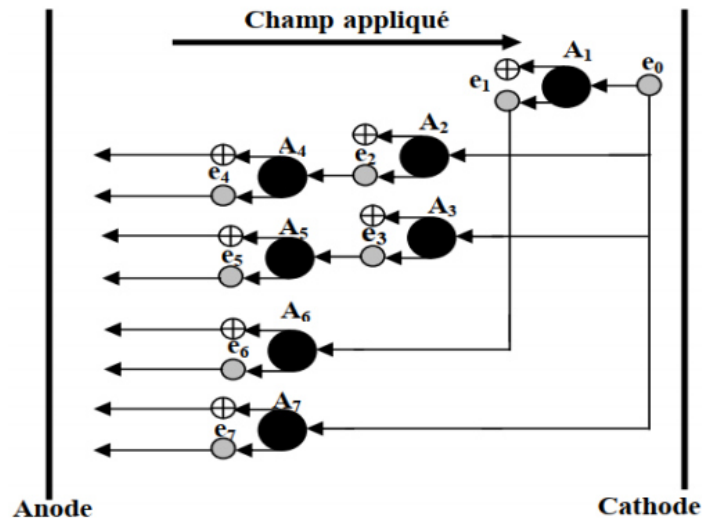 Champ appliqué
A₁
e₀
e₁
A₂
A₄
e₂
e₄
A₃
A₅
e₃
e₅
A₆
e₆
A₇
e₇
Anode
Cathode